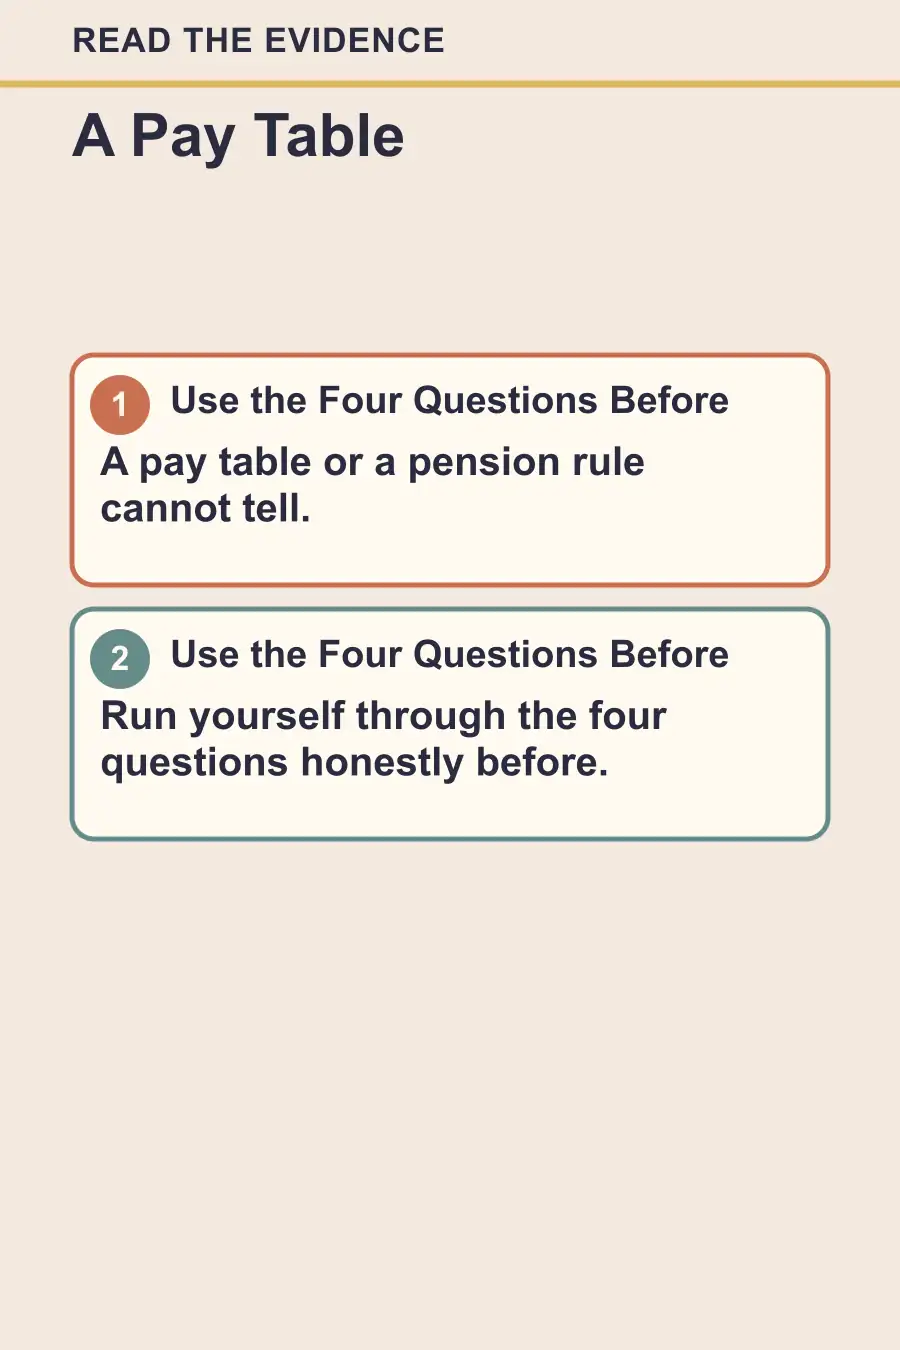 READ THE EVIDENCE
A Pay Table
1 Use the Four Questions Before
A pay table or a pension rule
cannot tell.
2 Use the Four Questions Before
Run yourself through the four
questions honestly before.